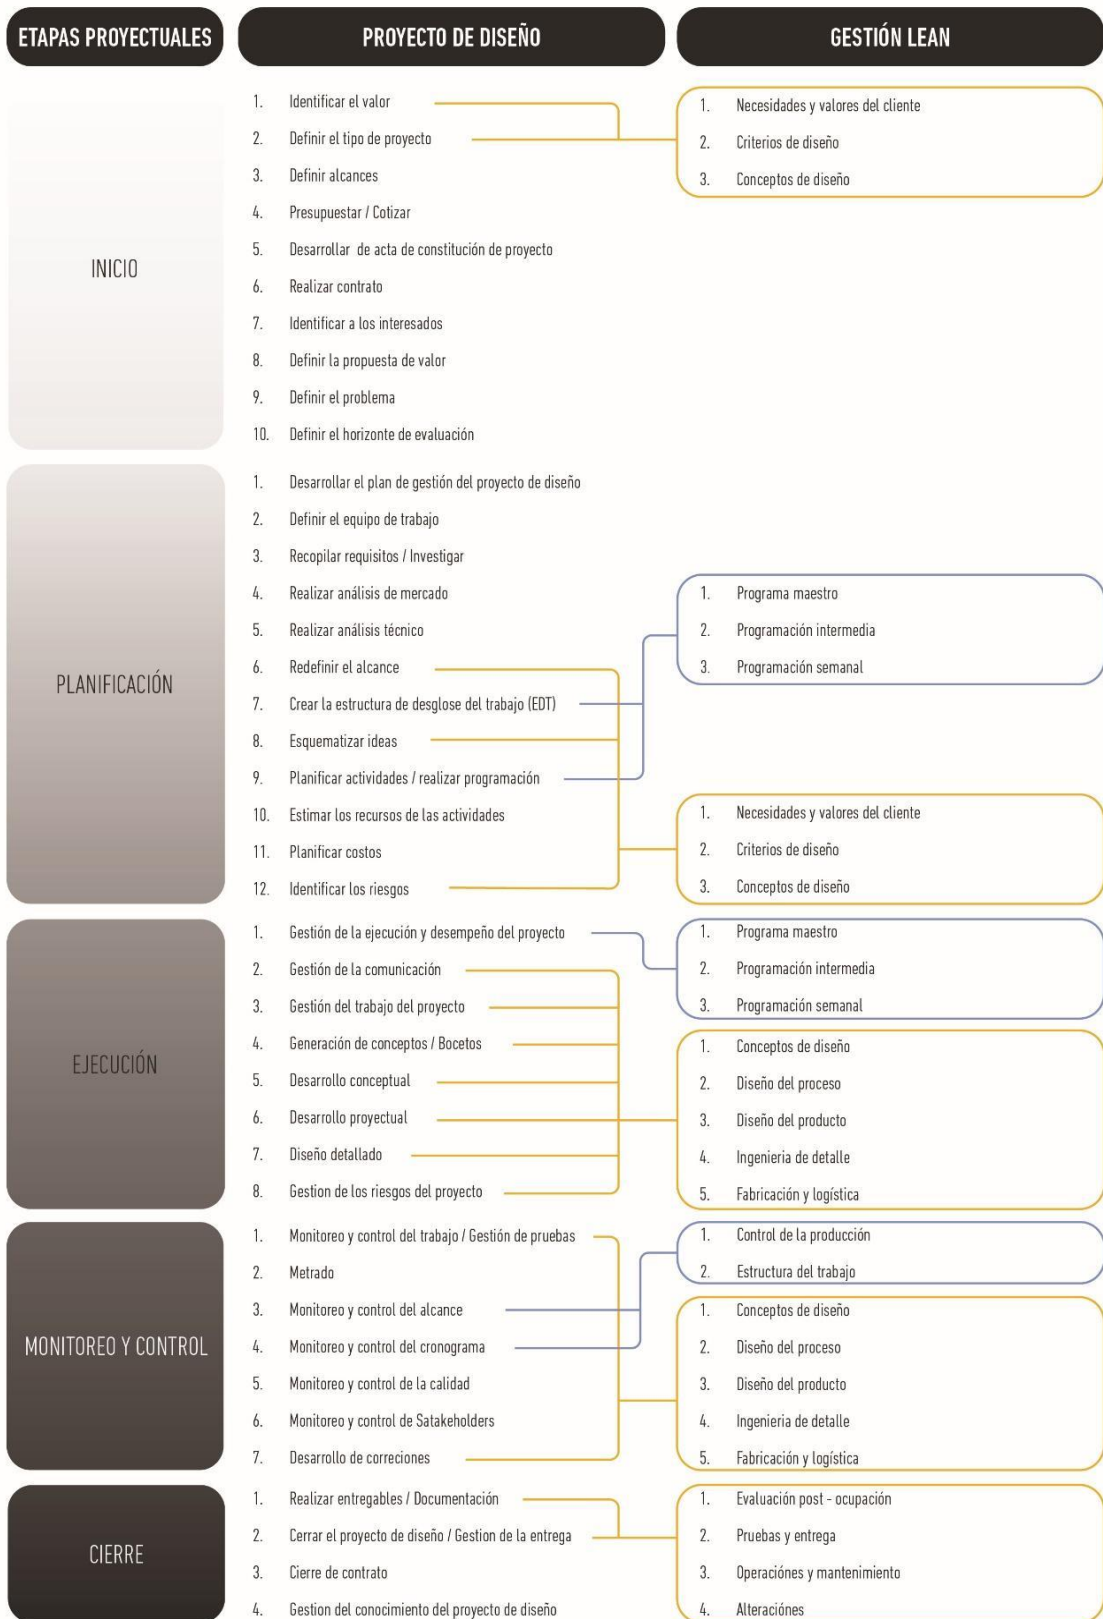 ETAPAS PROYECTUALES
PROYECTO DE DISEÑO
GESTIÓN LEAN
INICIO
1. Identificar el valor
2. Definir el tipo de proyecto
3. Definir alcances
4. Presupuestar / Cotizar
5. Desarrollar de acta de constitución de proyecto
6. Realizar contrato
7. Identificar a los interesados
8. Definir la propuesta de valor
9. Definir el problema
10. Definir el horizonte de evaluación
1. Necesidades y valores del cliente
2. Criterios de diseño
3. Conceptos de diseño
PLANIFICACIÓN
1. Desarrollar el plan de gestión del proyecto de diseño
2. Definir el equipo de trabajo
3. Recopilar requisitos / Investigar
4. Realizar análisis de mercado
5. Realizar análisis técnico
6. Redefinir el alcance
7. Crear la estructura de desglose del trabajo (EDT)
8. Esquematizar ideas
9. Planificar actividades / realizar programación
10. Estimar los recursos de las actividades
11. Planificar costos
12. Identificar los riesgos
1. Programa maestro
2. Programación intermedia
3. Programación semanal
1. Necesidades y valores del cliente
2. Criterios de diseño
3. Conceptos de diseño
EJECUCIÓN
1. Gestión de la ejecución y desempeño del proyecto
2. Gestión de la comunicación
3. Gestión del trabajo del proyecto
4. Generación de conceptos / Bocetos
5. Desarrollo conceptual
6. Desarrollo proyectual
7. Diseño detallado
8. Gestion de los riesgos del proyecto
1. Programa maestro
2. Programación intermedia
3. Programación semanal
1. Conceptos de diseño
2. Diseño del proceso
3. Diseño del producto
4. Ingenieria de detalle
5. Fabricación y logística
MONITOREO Y CONTROL
1. Monitoreo y control del trabajo / Gestión de pruebas
2. Metrado
3. Monitoreo y control del alcance
4. Monitoreo y control del cronograma
5. Monitoreo y control de la calidad
6. Monitoreo y control de Satakeholders
7. Desarrollo de correciones
1. Control de la producción
2. Estructura del trabajo
1. Conceptos de diseño
2. Diseño del proceso
3. Diseño del producto
4. Ingenieria de detalle
5. Fabricación y logística
CIERRE
1. Realizar entregables / Documentación
2. Cerrar el proyecto de diseño / Gestion de la entrega
3. Cierre de contrato
4. Gestion del conocimiento del proyecto de diseño
1. Evaluación post - ocupación
2. Pruebas y entrega
3. Operaciónes y mantenimiento
4. Alteraciónes